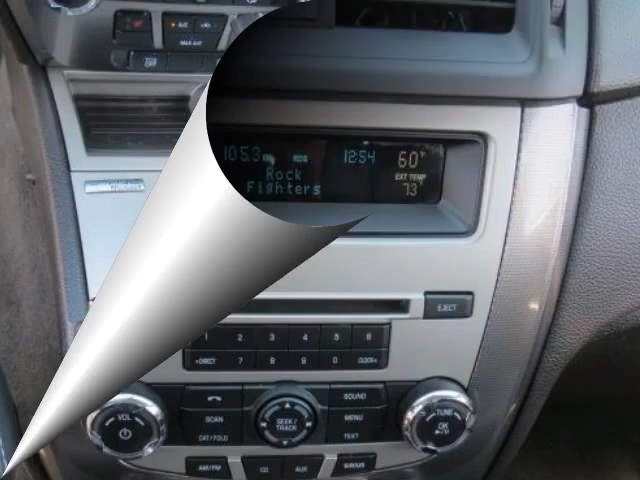 A/C
MAX A/C
105.3 RDS 12:54 60°
Rock
EXT TEMP
Fighters 73°
EJECT
1 2 3 4 5 6
DIRECT 7 8 9 0 CLOCK
SOUND
VOL SCAN SEEK/ MENU TUNE
TRACK OK
CAT/FOLD TEXT
AM/FM CD AUX SIRIUS